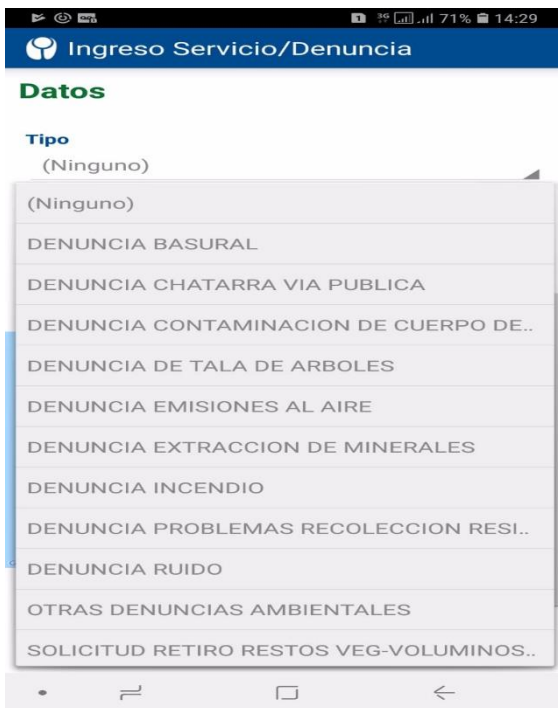 1 3G 71% 14:29
Ingreso Servicio/Denuncia
Datos
Tipo
(Ninguno)
(Ninguno)
DENUNCIA BASURAL
DENUNCIA CHATARRA VIA PUBLICA
DENUNCIA CONTAMINACION DE CUERPO DE..
DENUNCIA DE TALA DE ARBOLES
DENUNCIA EMISIONES AL AIRE
DENUNCIA EXTRACCION DE MINERALES
DENUNCIA INCENDIO
DENUNCIA PROBLEMAS RECOLECCION RESI..
DENUNCIA RUIDO
OTRAS DENUNCIAS AMBIENTALES
SOLICITUD RETIRO RESTOS VEG-VOLUMINOS..